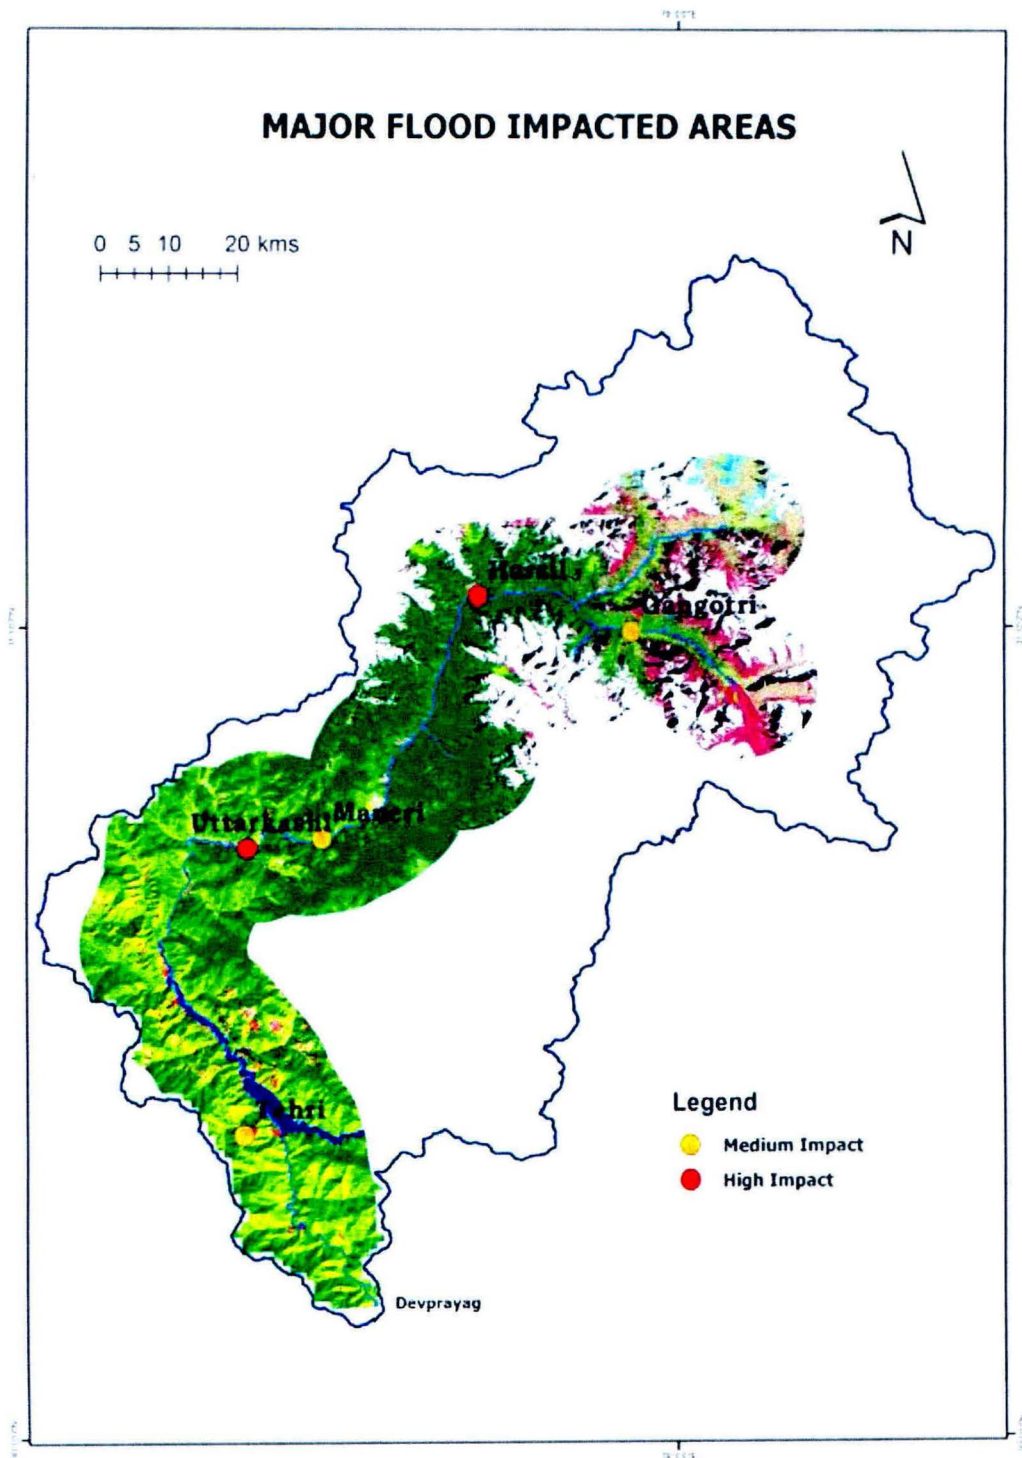 MAJOR FLOOD IMPACTED AREAS
0 5 10 20 kms
N
Gangotri
Uttarkashi
Maneri
Tehri
Legend
Medium Impact
High Impact
Devprayag